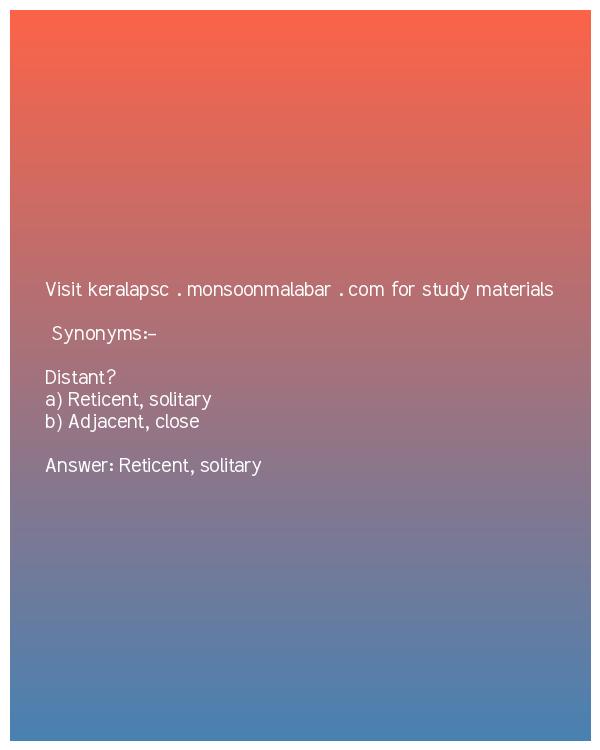 Visit keralapsc . monsoonmalabar . com for study materials
Synonyms:-
Distant?
a) Reticent, solitary
b) Adjacent, close
Answer: Reticent, solitary